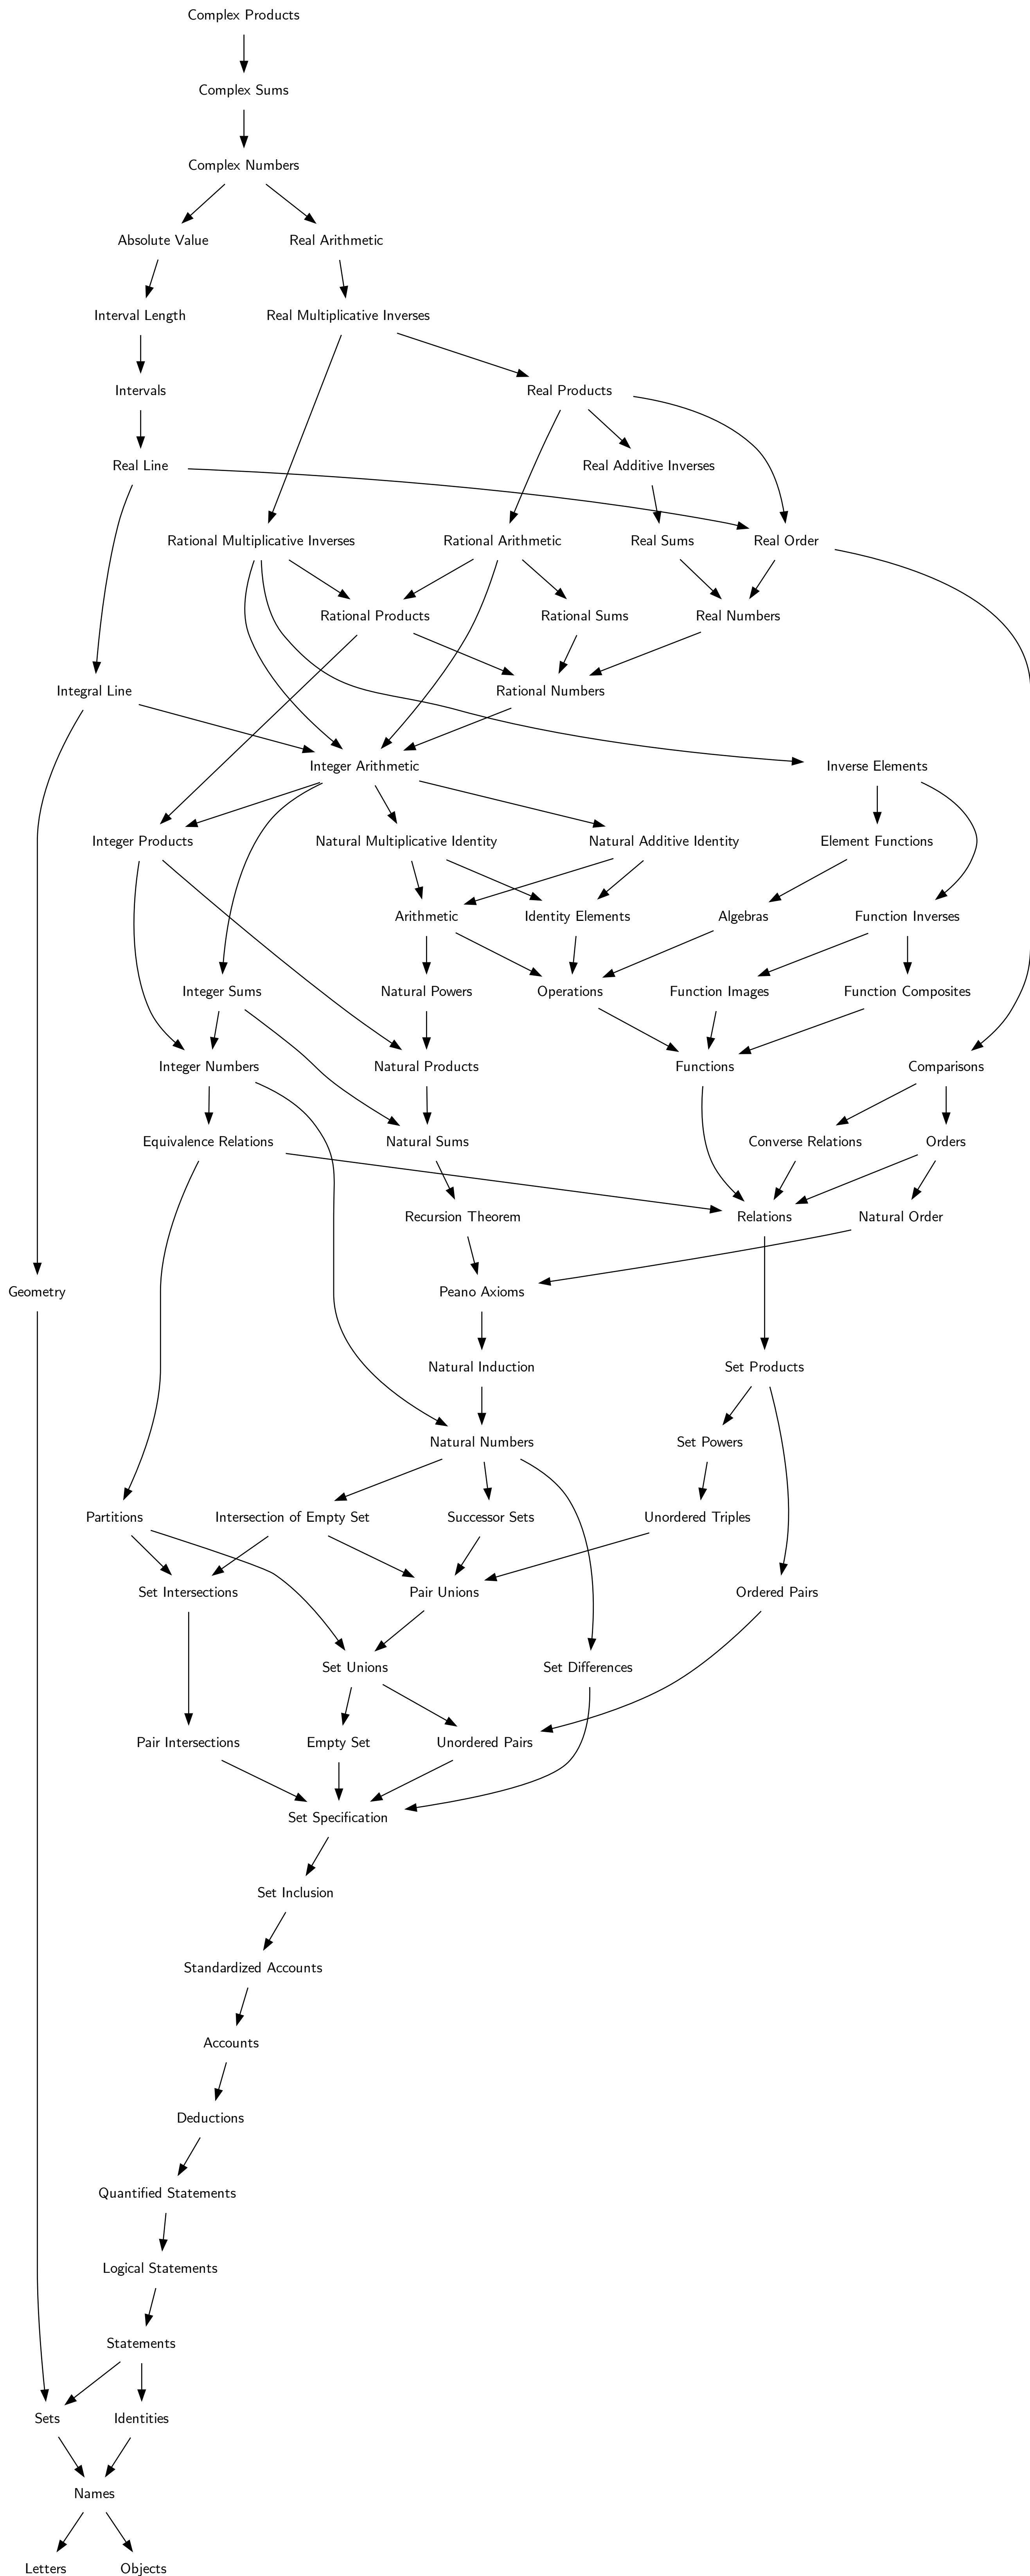 Complex Products
Complex Sums
Complex Numbers
Absolute Value
Real Arithmetic
Interval Length
Real Multiplicative Inverses
Intervals
Real Products
Real Line
Real Additive Inverses
Rational Multiplicative Inverses
Rational Arithmetic
Real Sums
Real Order
Rational Products
Rational Sums
Real Numbers
Integral Line
Rational Numbers
Integer Arithmetic
Inverse Elements
Integer Products
Natural Multiplicative Identity
Natural Additive Identity
Element Functions
Arithmetic
Identity Elements
Algebras
Function Inverses
Integer Sums
Natural Powers
Operations
Function Images
Function Composites
Integer Numbers
Natural Products
Functions
Comparisons
Equivalence Relations
Natural Sums
Converse Relations
Orders
Recursion Theorem
Relations
Natural Order
Geometry
Peano Axioms
Natural Induction
Set Products
Natural Numbers
Set Powers
Partitions
Intersection of Empty Set
Successor Sets
Unordered Triples
Set Intersections
Pair Unions
Ordered Pairs
Set Unions
Set Differences
Pair Intersections
Empty Set
Unordered Pairs
Set Specification
Set Inclusion
Standardized Accounts
Accounts
Deductions
Quantified Statements
Logical Statements
Statements
Sets
Identities
Names
Letters
Objects